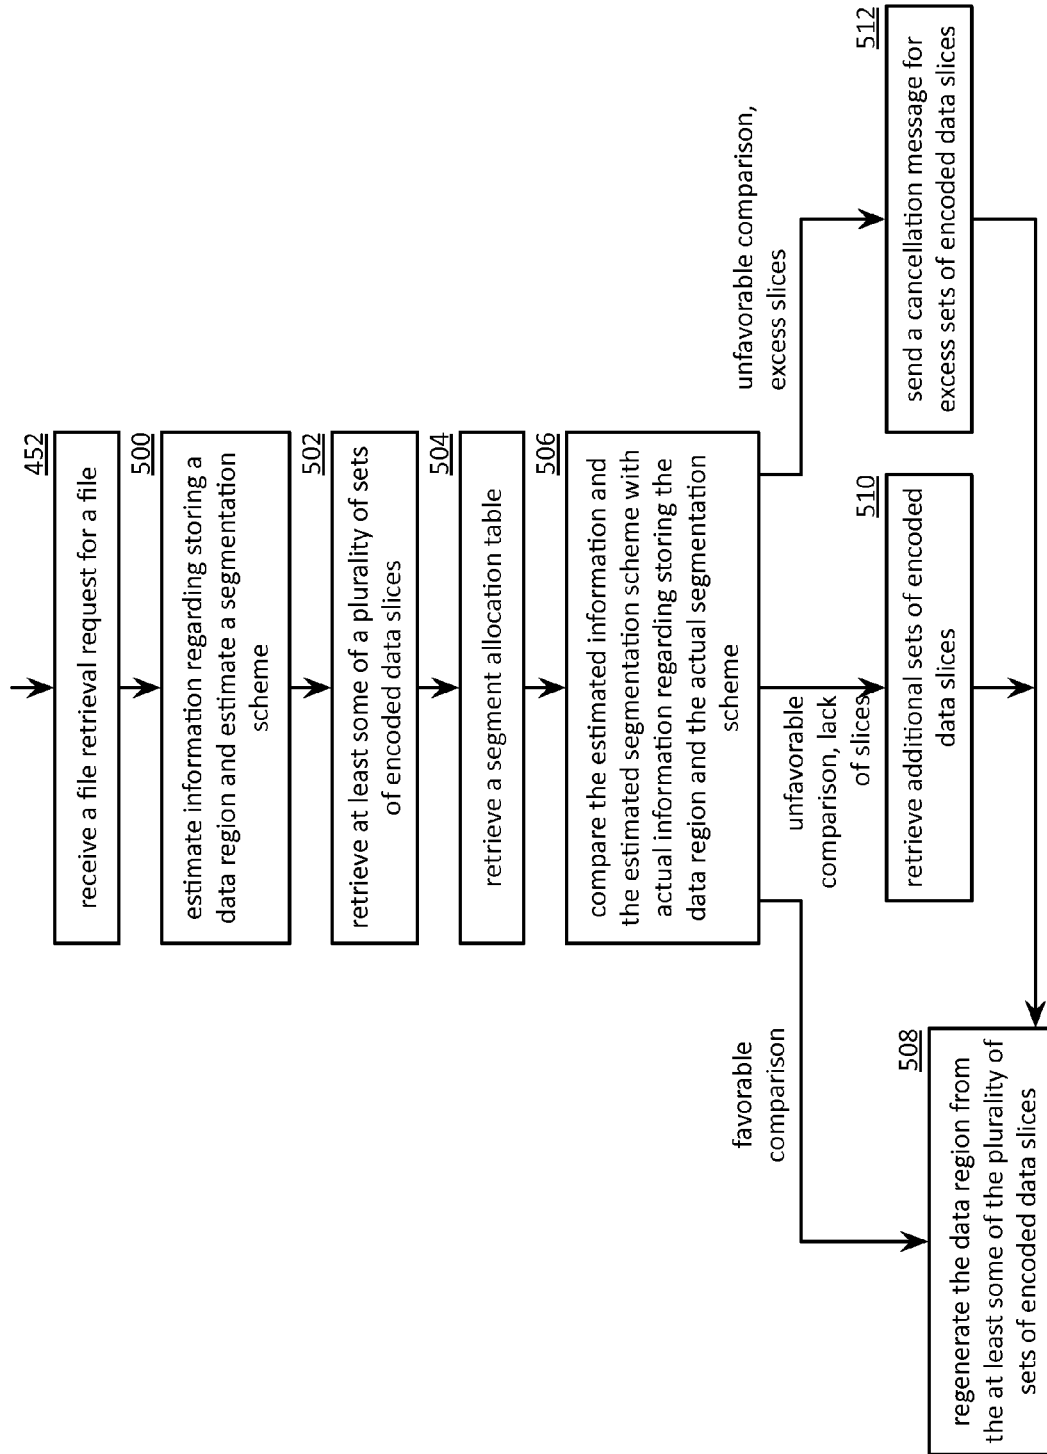 452
receive a file retrieval request for a file
500
estimate information regarding storing a
data region and estimate a segmentation
scheme
502
retrieve at least some of a plurality of sets
of encoded data slices
504
retrieve a segment allocation table
506
compare the estimated information and
the estimated segmentation scheme with
actual information regarding storing the
data region and the actual segmentation
scheme
favorable
comparison
unfavorable
comparison, lack
of slices
unfavorable comparison,
excess slices
508
regenerate the data region from
the at least some of the plurality of
sets of encoded data slices
510
retrieve additional sets of encoded
data slices
512
send a cancellation message for
excess sets of encoded data slices